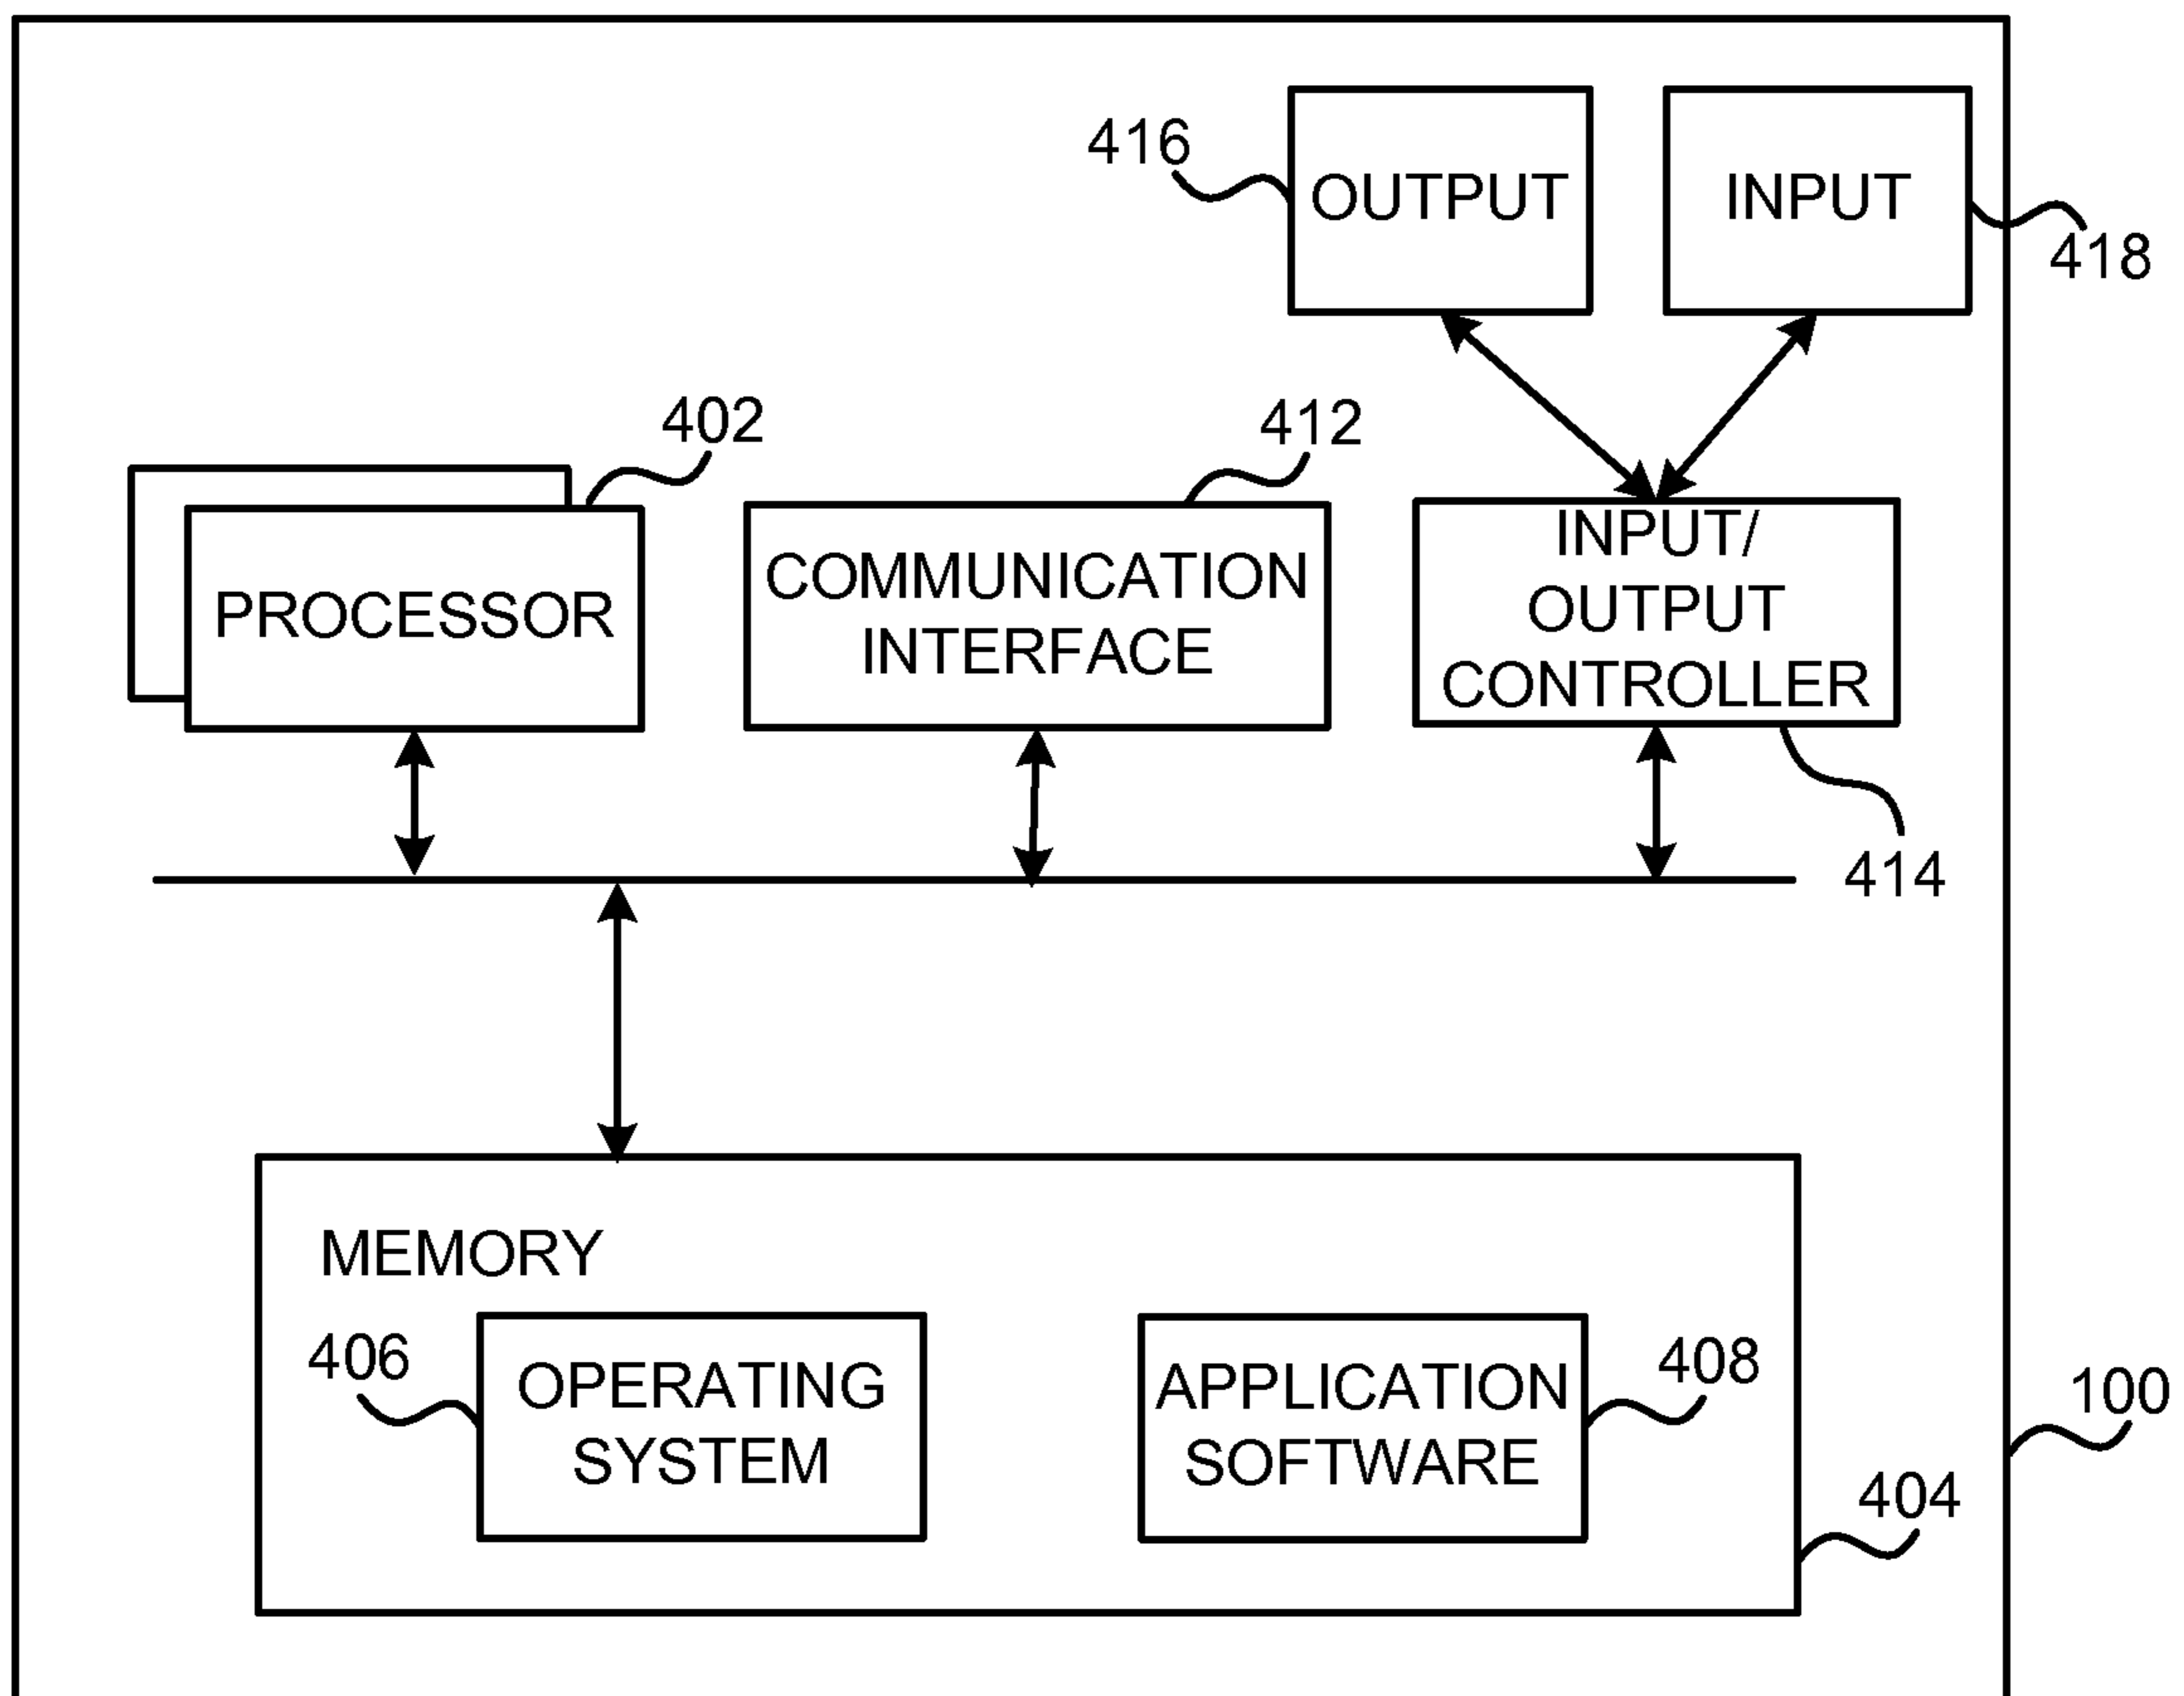 416
OUTPUT
INPUT
418
402
412
PROCESSOR
COMMUNICATION
INTERFACE
INPUT/
OUTPUT
CONTROLLER
414
MEMORY
406
OPERATING
SYSTEM
APPLICATION
SOFTWARE
408
100
404